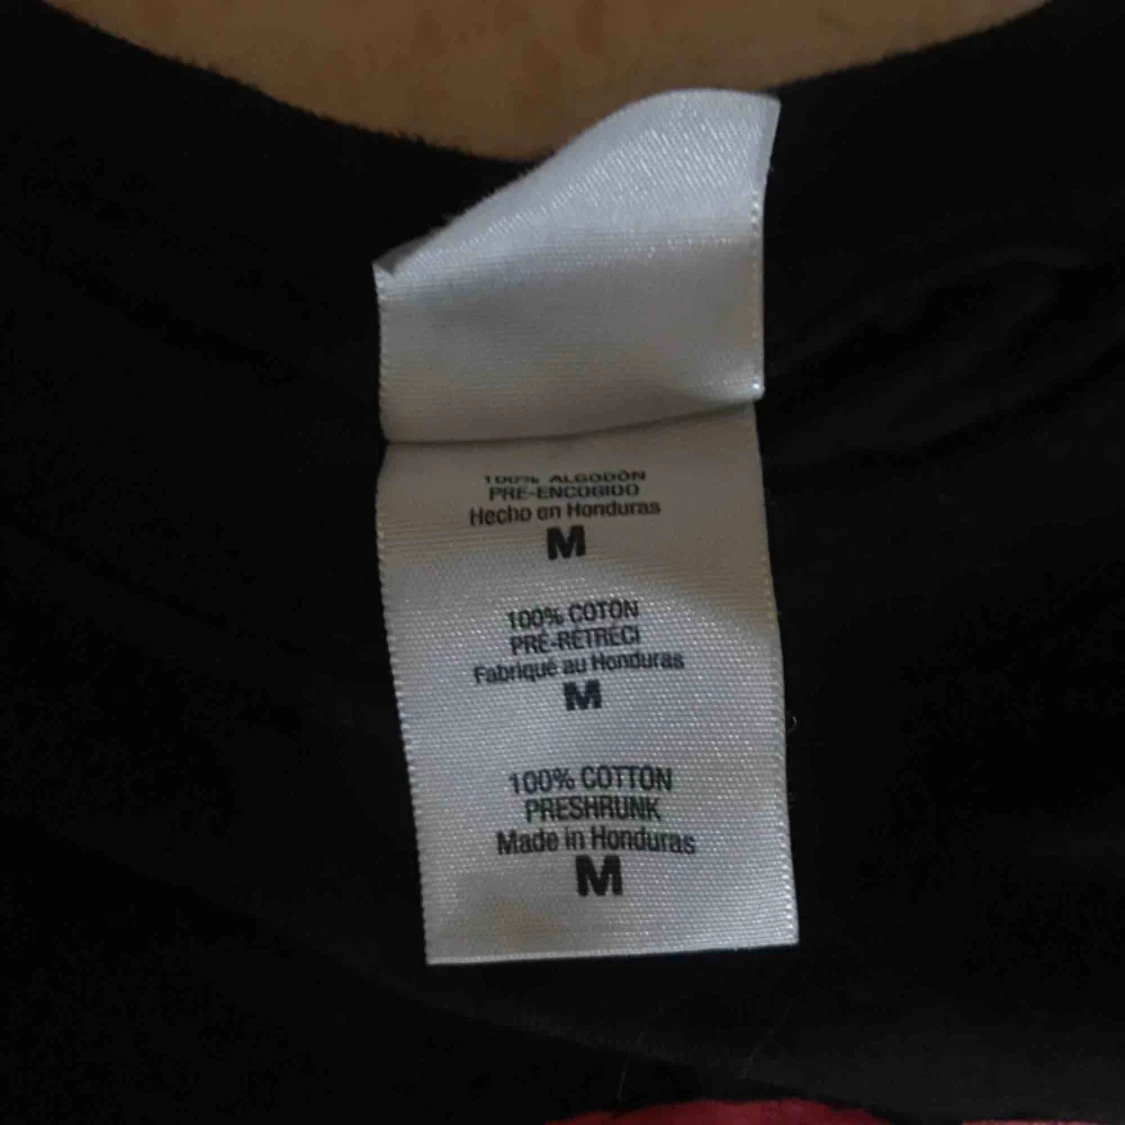 100% ALGODÓN
PRE-ENCOGIDO
Hecho en Honduras
M
100% COTON
PRÉ-RÉTRÉCI
Fabriqué au Honduras
M
100% COTTON
PRESHRUNK
Made in Honduras
M